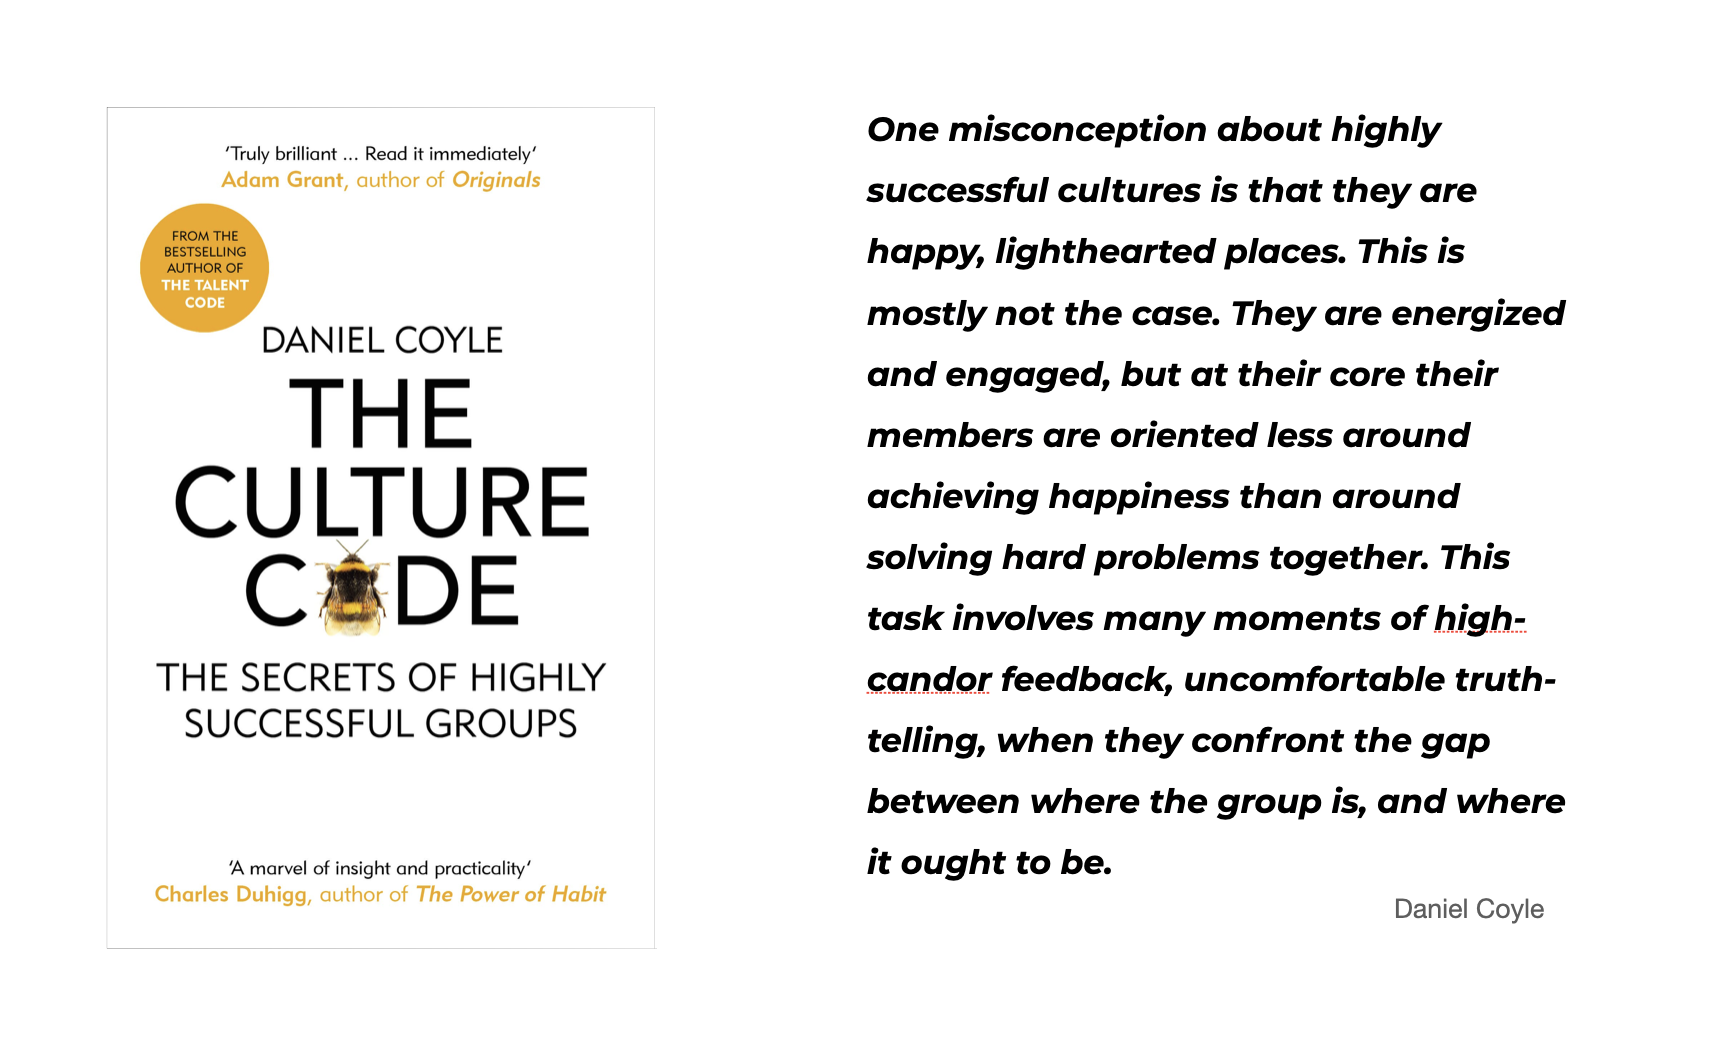 ‘Truly brilliant ... Read it immediately‘
Adam Grant, author of Originals
FROM THE
BESTSELLING
AUTHOR OF
THE TALENT
CODE
DANIEL COYLE
THE
CULTURE
CODE
THE SECRETS OF HIGHLY
SUCCESSFUL GROUPS
‘A marvel of insight and practicality‘
Charles Duhigg, author of The Power of Habit
One misconception about highly
successful cultures is that they are
happy, lighthearted places. This is
mostly not the case. They are energized
and engaged, but at their core their
members are oriented less around
achieving happiness than around
solving hard problems together. This
task involves many moments of high-
candor feedback, uncomfortable truth-
telling, when they confront the gap
between where the group is, and where
it ought to be.
Daniel Coyle